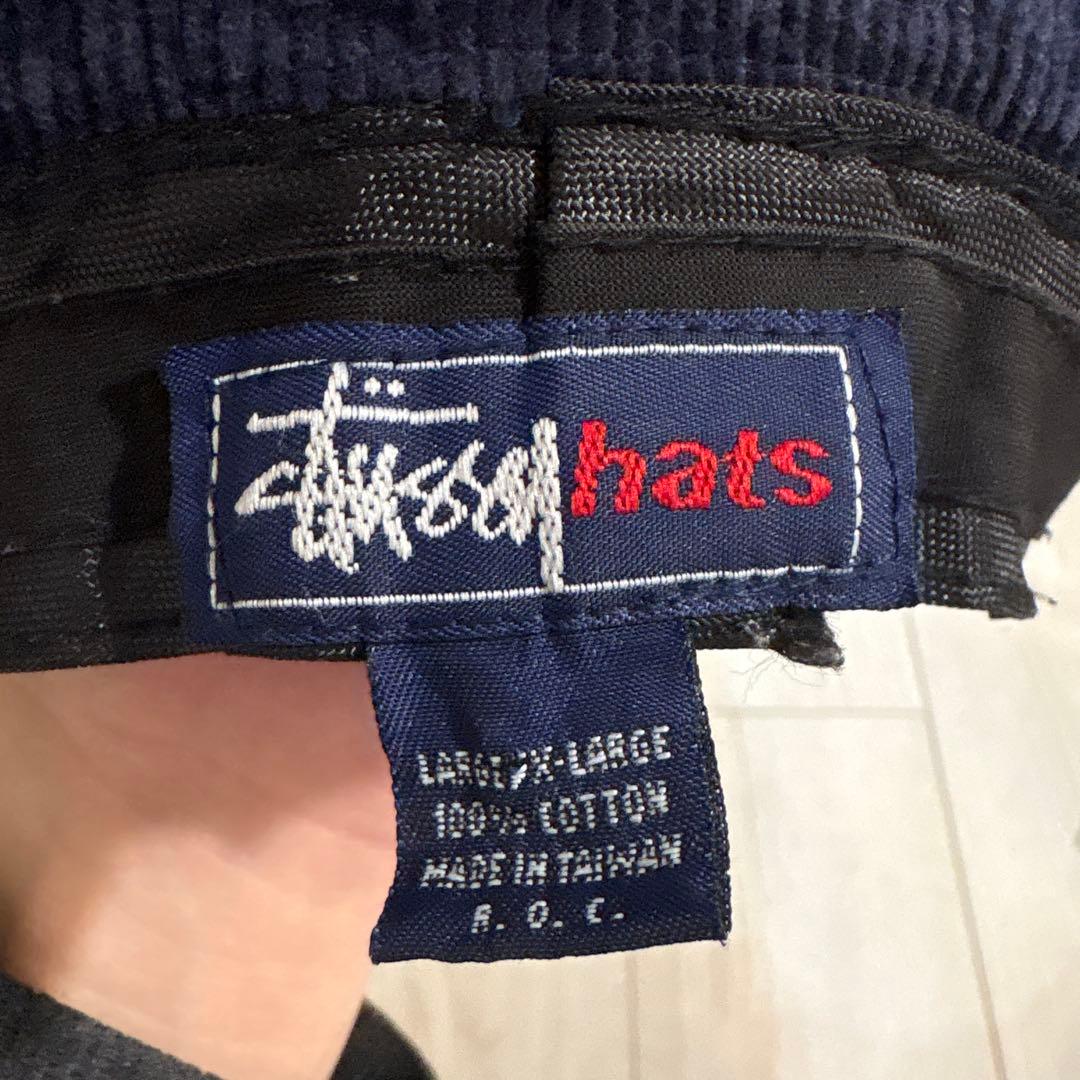 Stüssy hats
LARGE/X-LARGE
100% COTTON
MADE IN TAIWAN
R. O. C.